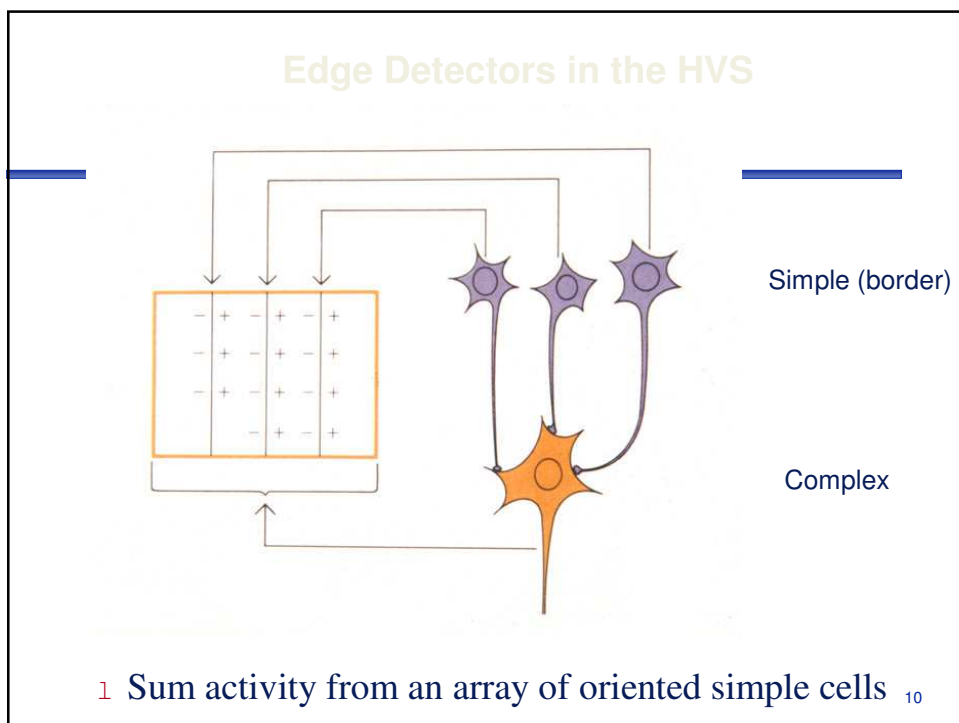 Edge Detectors in the HVS
- + - + - +
- + - + - +
- + - + - +
- + - +
Simple (border)
Complex
l Sum activity from an array of oriented simple cells
10